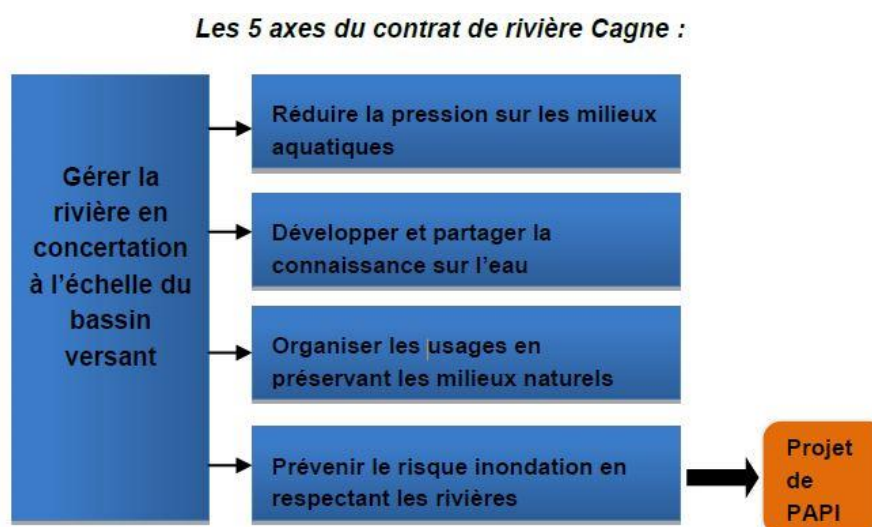 Les 5 axes du contrat de rivière Cagne :
Gérer la
rivière en
concertation
à l’échelle du
bassin
versant
Réduire la pression sur les milieux
aquatiques
Développer et partager la
connaissance sur l’eau
Organiser les usages en
préservant les milieux naturels
Prévenir le risque inondation en
respectant les rivières
Projet
de
PAPI